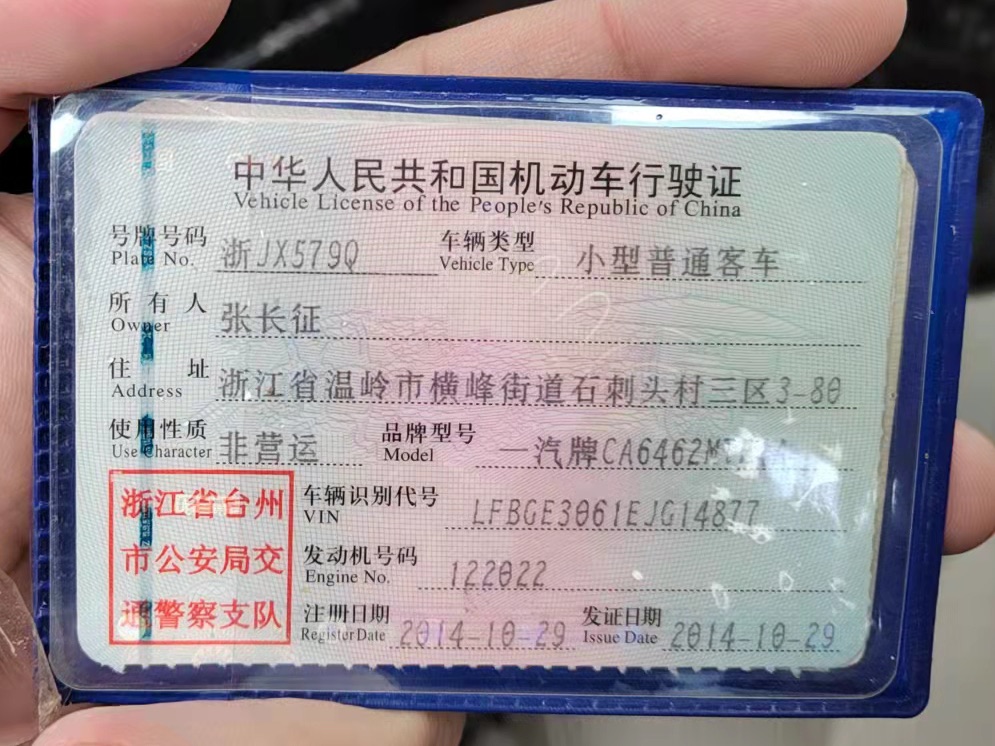 中华人民共和国机动车行驶证
Vehicle License of the People's Republic of China
号牌号码 浙JX579Q 车辆类型 小型普通客车
Plate No. Vehicle Type
所有人 张长征
Owner
住址 浙江省温岭市横峰街道石刺头村三区3-80
Address
使用性质 非营运 品牌型号 一汽牌
Use Character Model
浙江省台州
市公安局交
通警察支队
车辆识别代号 LFBGE3061EJG14877
VIN
发动机号码 122022
Engine No.
注册日期 2014-10-29 发证日期 2014-10-29
Register Date Issue Date